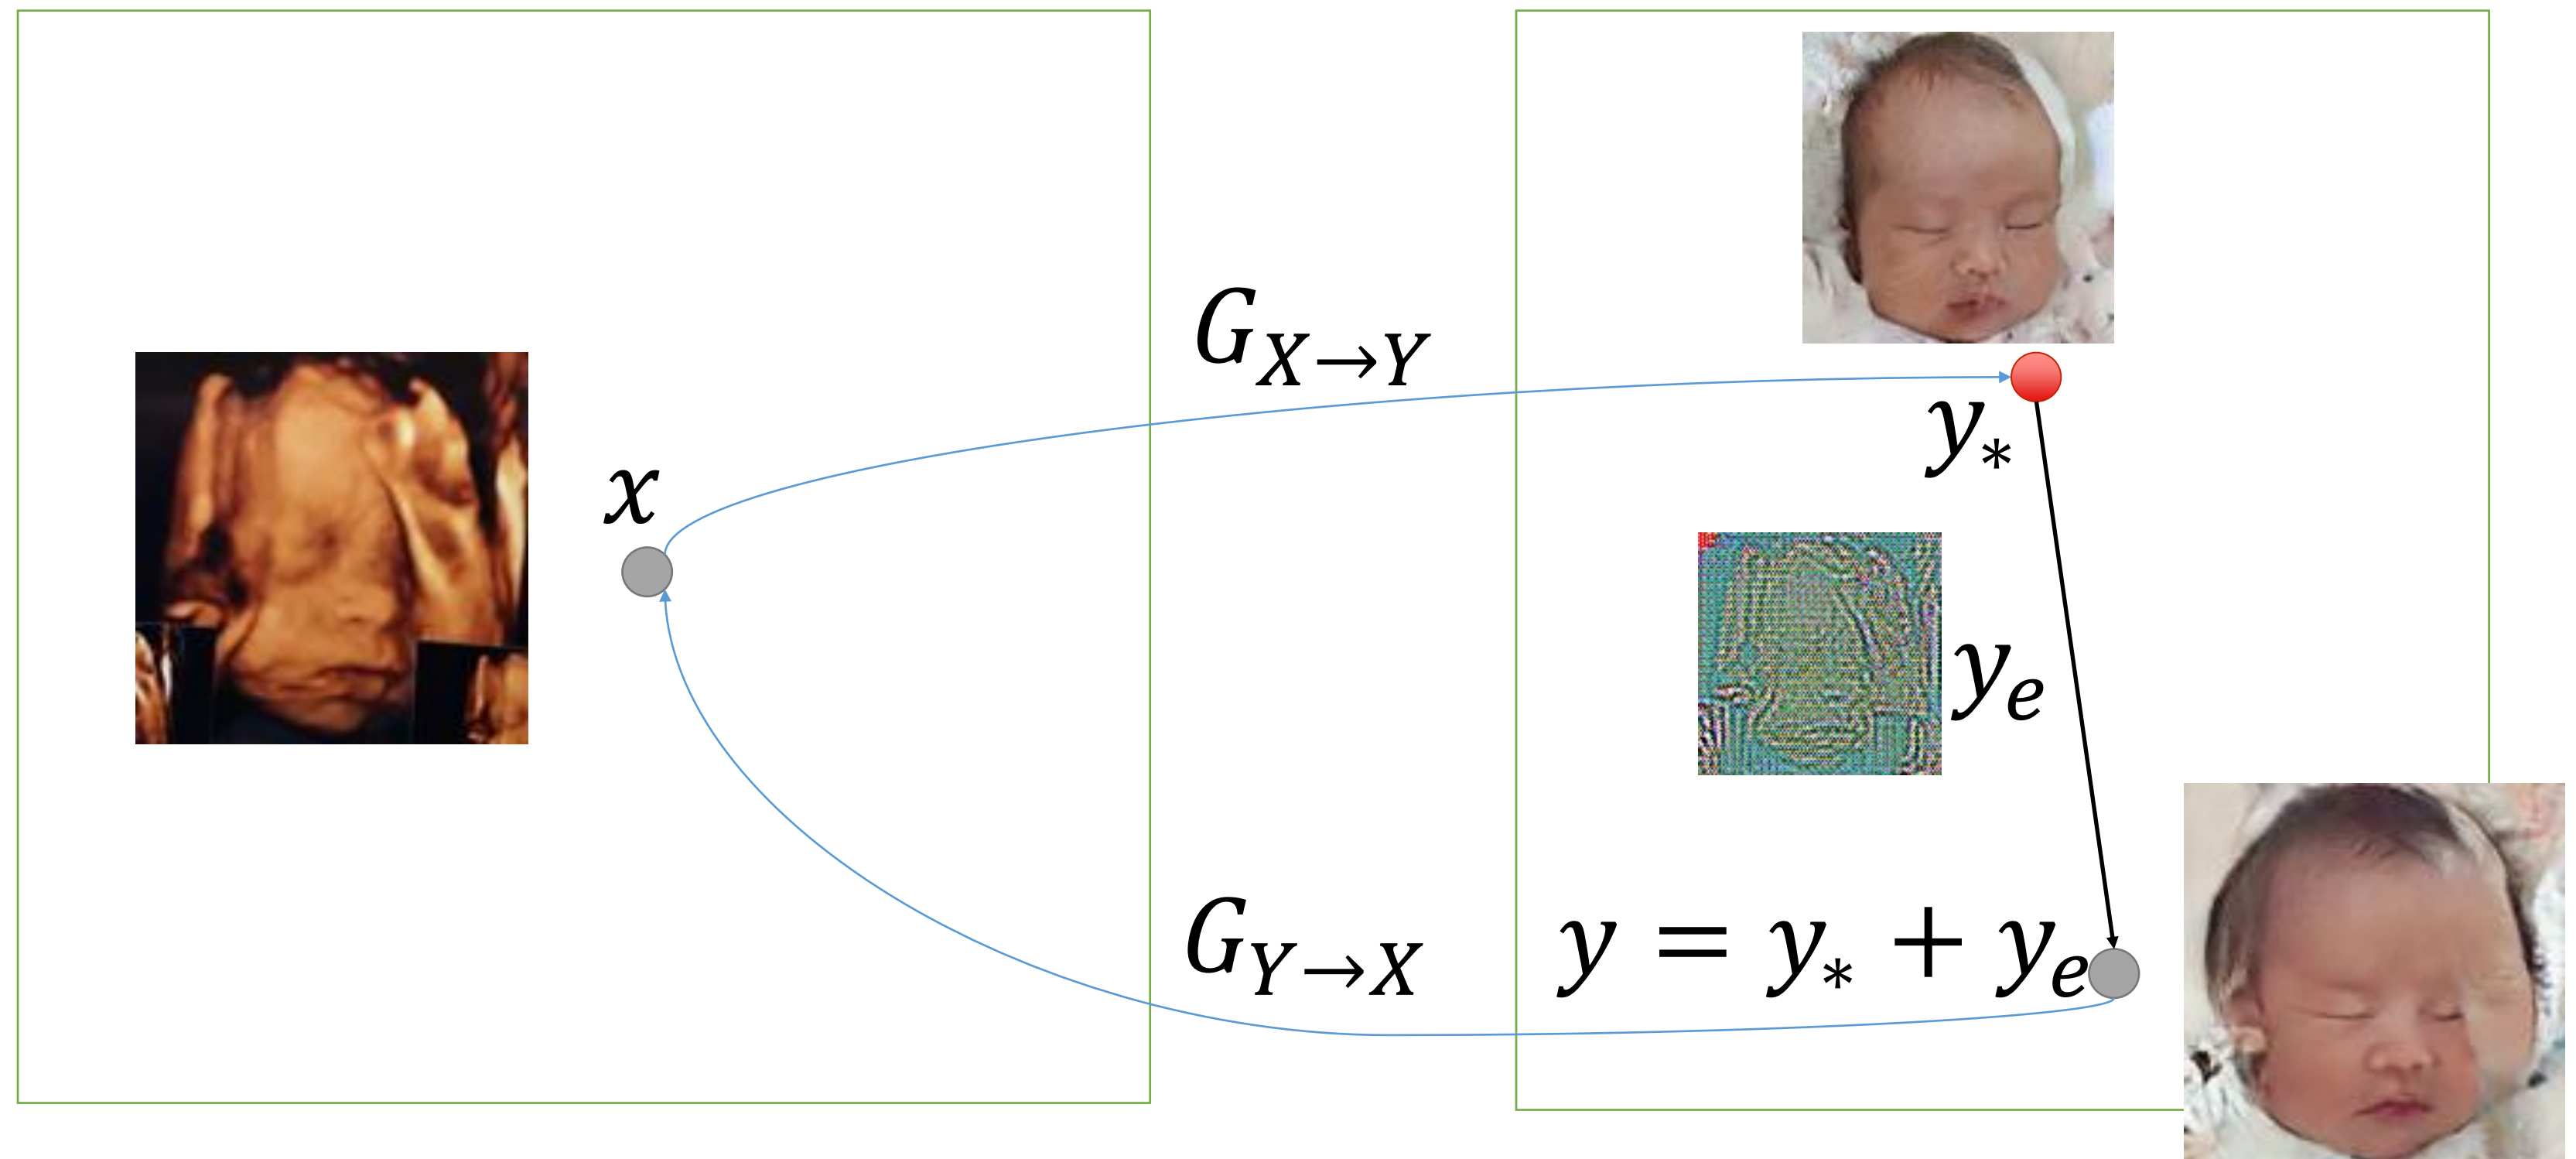 G_{X→Y}
x
y_*
y_e
G_{Y→X}
y = y_* + y_e